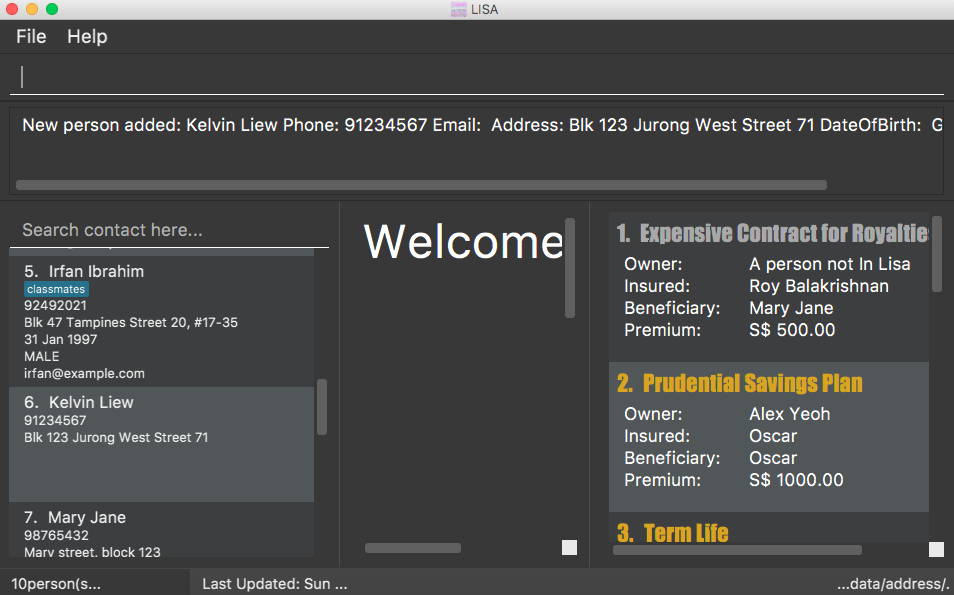 LISA
File Help
New person added: Kelvin Liew Phone: 91234567 Email: Address: Blk 123 Jurong West Street 71 DateOfBirth: G
Search contact here...
5. Irfan Ibrahim
classmates
92492021
Blk 47 Tampines Street 20, #17-35
31 Jan 1997
MALE
irfan@example.com
6. Kelvin Liew
91234567
Blk 123 Jurong West Street 71
7. Mary Jane
98765432
Mary street, block 123
Welcome
1. Expensive Contract for Royaltie
Owner: A person not In Lisa
Insured: Roy Balakrishnan
Beneficiary: Mary Jane
Premium: S$ 500.00
2. Prudential Savings Plan
Owner: Alex Yeoh
Insured: Oscar
Beneficiary: Oscar
Premium: S$ 1000.00
3. Term Life
10person(s...
Last Updated: Sun ...
...data/address/.